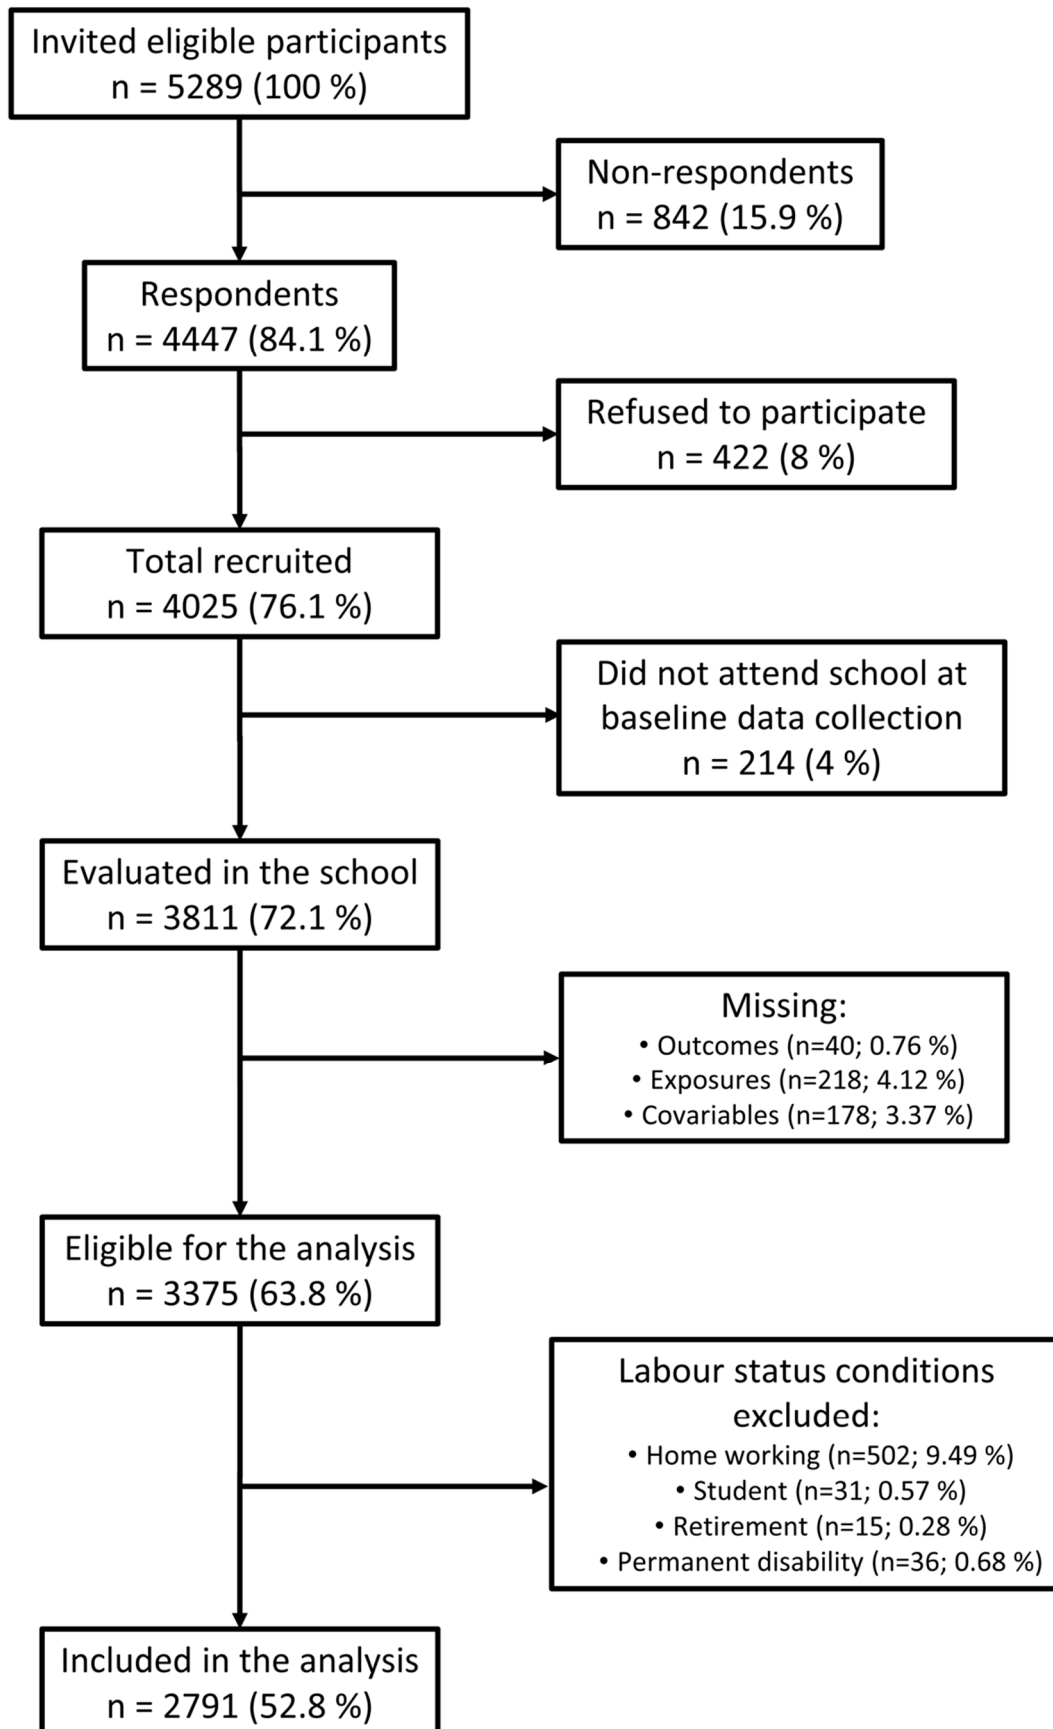 Invited eligible participants
n = 5289 (100 %)
Non-respondents
n = 842 (15.9 %)
Respondents
n = 4447 (84.1 %)
Refused to participate
n = 422 (8 %)
Total recruited
n = 4025 (76.1 %)
Did not attend school at
baseline data collection
n = 214 (4 %)
Evaluated in the school
n = 3811 (72.1 %)
Missing:
• Outcomes (n=40; 0.76 %)
• Exposures (n=218; 4.12 %)
• Covariables (n=178; 3.37 %)
Eligible for the analysis
n = 3375 (63.8 %)
Labour status conditions
excluded:
• Home working (n=502; 9.49 %)
• Student (n=31; 0.57 %)
• Retirement (n=15; 0.28 %)
• Permanent disability (n=36; 0.68 %)
Included in the analysis
n = 2791 (52.8 %)